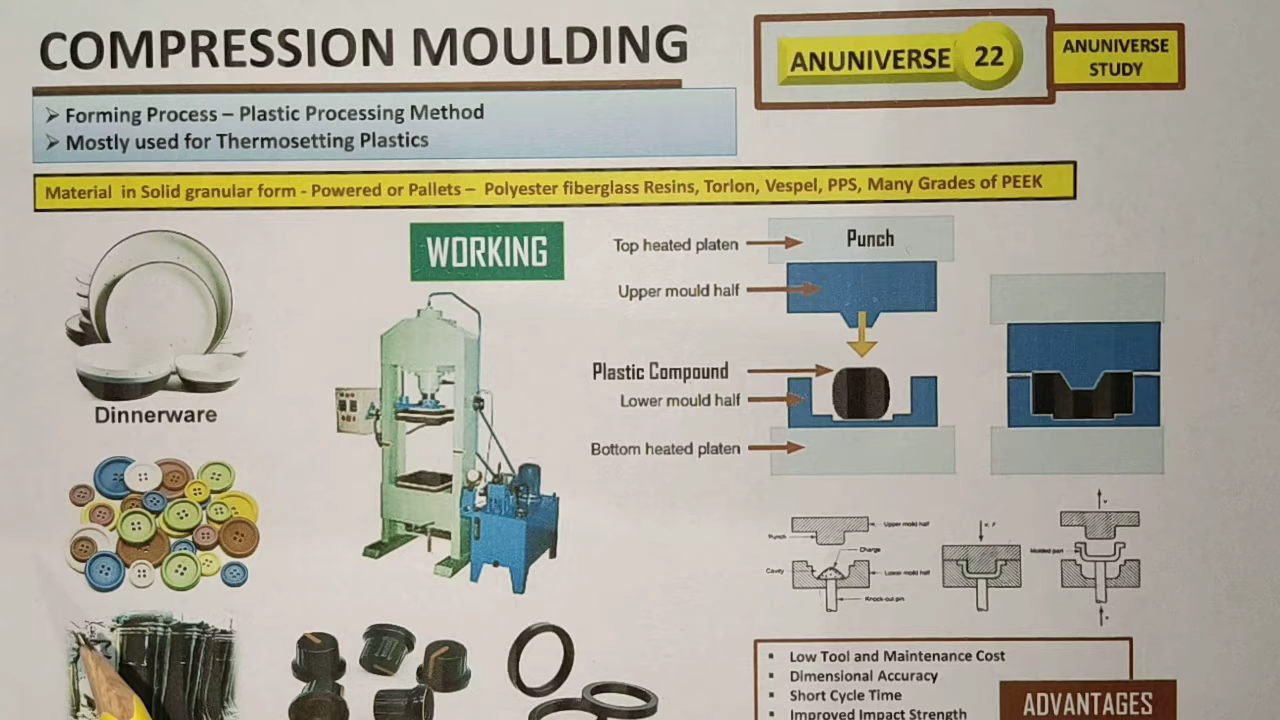 COMPRESSION MOULDING
ANUNIVERSE 22
ANUNIVERSE
STUDY
➢ Forming Process – Plastic Processing Method
➢ Mostly used for Thermosetting Plastics
Material in Solid granular form - Powered or Pallets – Polyester fiberglass Resins, Torlon, Vespel, PPS, Many Grades of PEEK
WORKING
Top heated platen
Punch
Upper mould half
Plastic Compound
Lower mould half
Bottom heated platen
Dinnerware
Upper mold half
Punch
Charge
Cavity
Lower mold half
Knock-out pin
v, F
Molded part
v
▪ Low Tool and Maintenance Cost
▪ Dimensional Accuracy
▪ Short Cycle Time
▪ Improved Impact Strength
ADVANTAGES